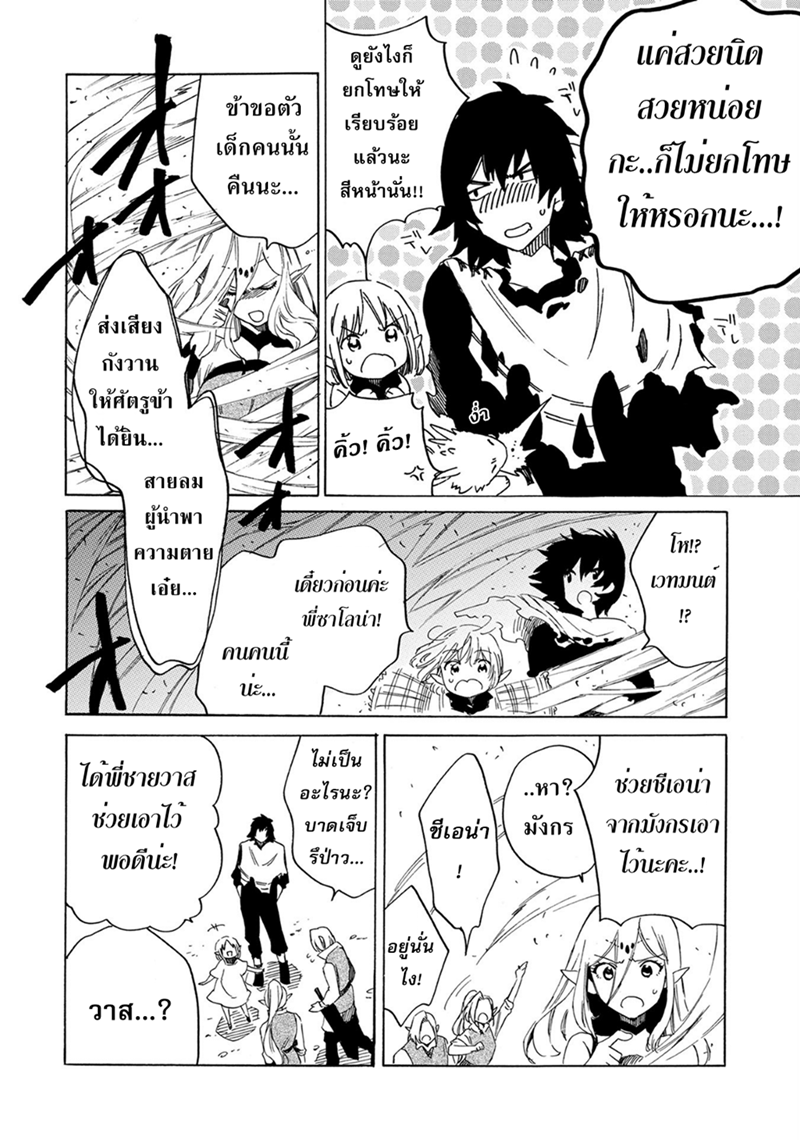 แค่สวยนิด
สวยหน่อย
กะ..ก็ไม่ยกโทษ
ให้หรอกนะ...!
ดูยังไงก็
ยกโทษให้
เรียบร้อย
แล้วนะ
สีหน้านั่น!!
คิ้ว! คิ้ว!
ง่ำ
ข้าขอตัว
เด็กคนนั้น
คืนนะ...
ส่งเสียง
กังวาน
ให้ศัตรูข้า
ได้ยิน...
สายลม
ผู้นำพา
ความตาย
เอ๋ย...
โห!?
เวทมนต์
!?
เดี๋ยวก่อนค่ะ
พี่ซาโลน่า!
คนคนนี้
น่ะ...
ช่วยชีเอน่า
จากมังกรเอา
ไว้นะคะ..!
..หา?
มังกร
ชีเอน่า
!
อยู่นั่น
ไง!
ไม่เป็น
อะไรนะ?
บาดเจ็บ
รึป่าว...
ได้พี่ชายวาส
ช่วยเอาไว้
พอดีน่ะ!
วาส...?